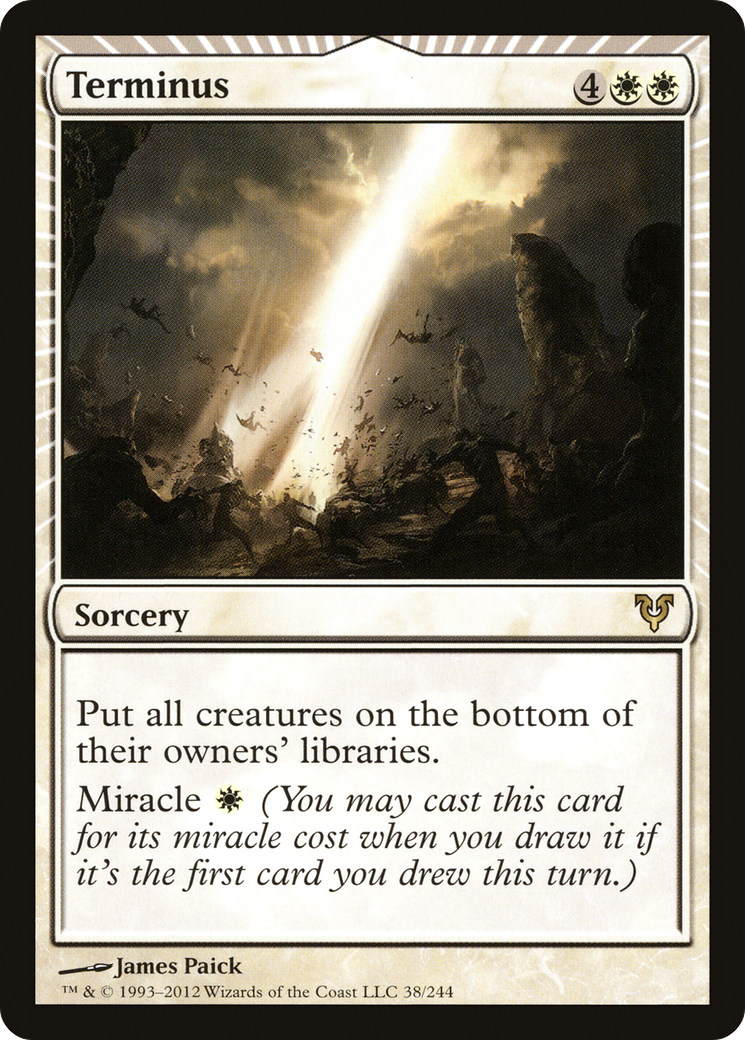 Terminus 4
Sorcery
Put all creatures on the bottom of
their owners' libraries.
Miracle (You may cast this card
for its miracle cost when you draw it if
it's the first card you drew this turn.)
James Paick
™ & © 1993–2012 Wizards of the Coast LLC 38/244